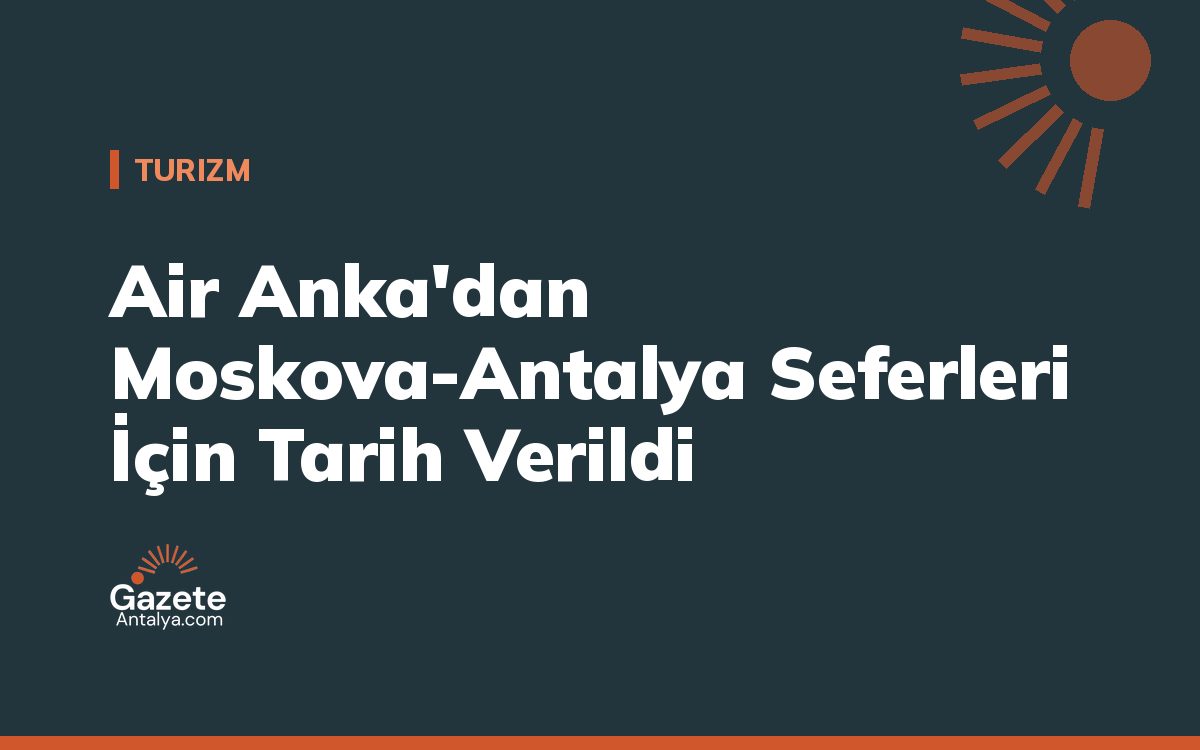 TURIZM
Air Anka'dan
Moskova-Antalya Seferleri
İçin Tarih Verildi
Gazete
Antalya.com